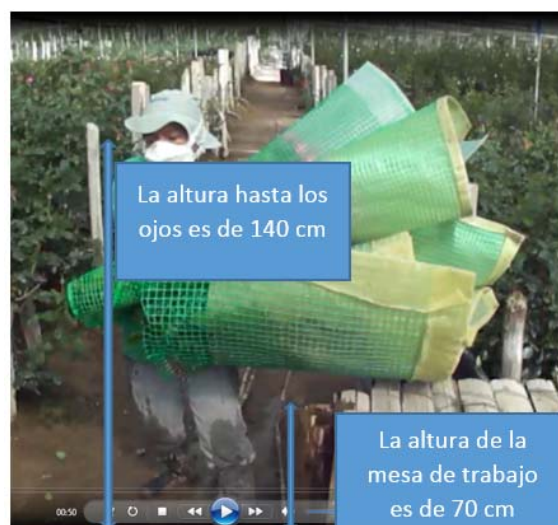 La altura hasta los
ojos es de 140 cm
La altura de la
mesa de trabajo
es de 70 cm
00:50